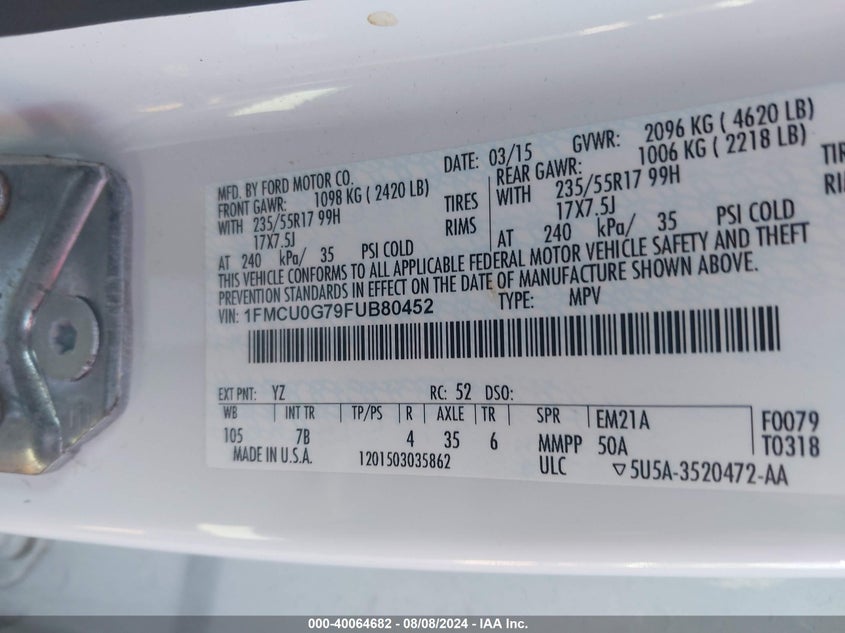 MFD. BY FORD MOTOR CO. DATE: 03/15 GVWR: 2096 KG ( 4620 LB)
FRONT GAWR: 1098 KG ( 2420 LB) REAR GAWR: 1006 KG ( 2218 LB)
WITH 235/55R17 99H TIRES WITH 235/55R17 99H
17X7.5J RIMS 17X7.5J
AT 240 kPa/ 35 PSI COLD AT 240 kPa/ 35 PSI COLD
THIS VEHICLE CONFORMS TO ALL APPLICABLE FEDERAL MOTOR VEHICLE SAFETY AND THEFT
PREVENTION STANDARDS IN EFFECT ON THE DATE OF MANUFACTURE SHOWN ABOVE.
VIN: 1FMCU0G79FUB80452 TYPE: MPV
EXT PNT: YZ RC: 52 DSO:
WB INT TR TP/PS R AXLE TR SPR EM21A F0079
105 7B 4 35 6 MMPP 50A T0318
MADE IN U.S.A. 1201503035862 ULC ▽5U5A-3520472-AA
000-40064682 - 08/08/2024 - IAA Inc.